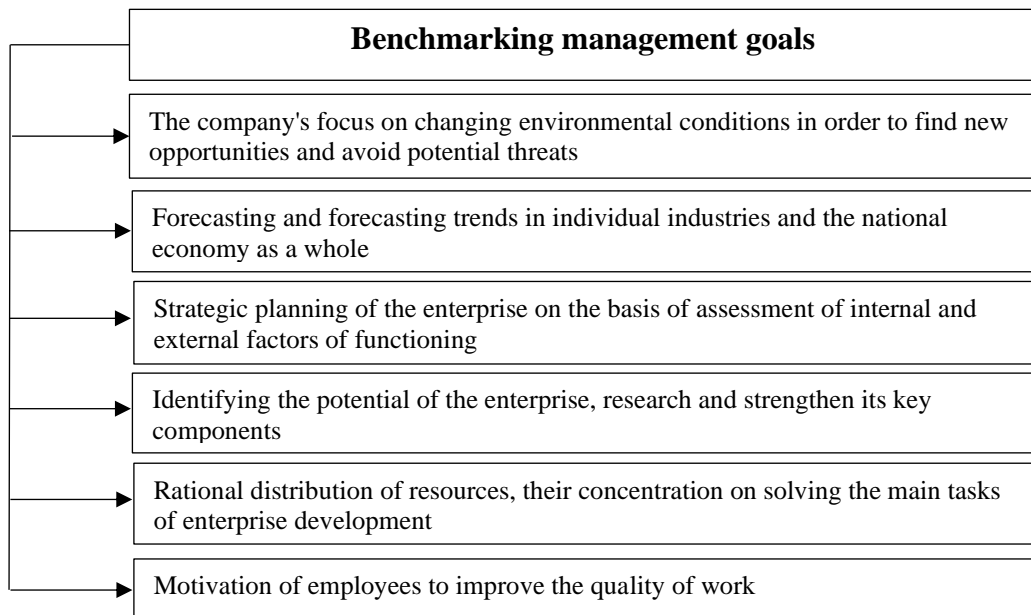 Benchmarking management goals
The company's focus on changing environmental conditions in order to find new
opportunities and avoid potential threats
Forecasting and forecasting trends in individual industries and the national
economy as a whole
Strategic planning of the enterprise on the basis of assessment of internal and
external factors of functioning
Identifying the potential of the enterprise, research and strengthen its key
components
Rational distribution of resources, their concentration on solving the main tasks
of enterprise development
Motivation of employees to improve the quality of work